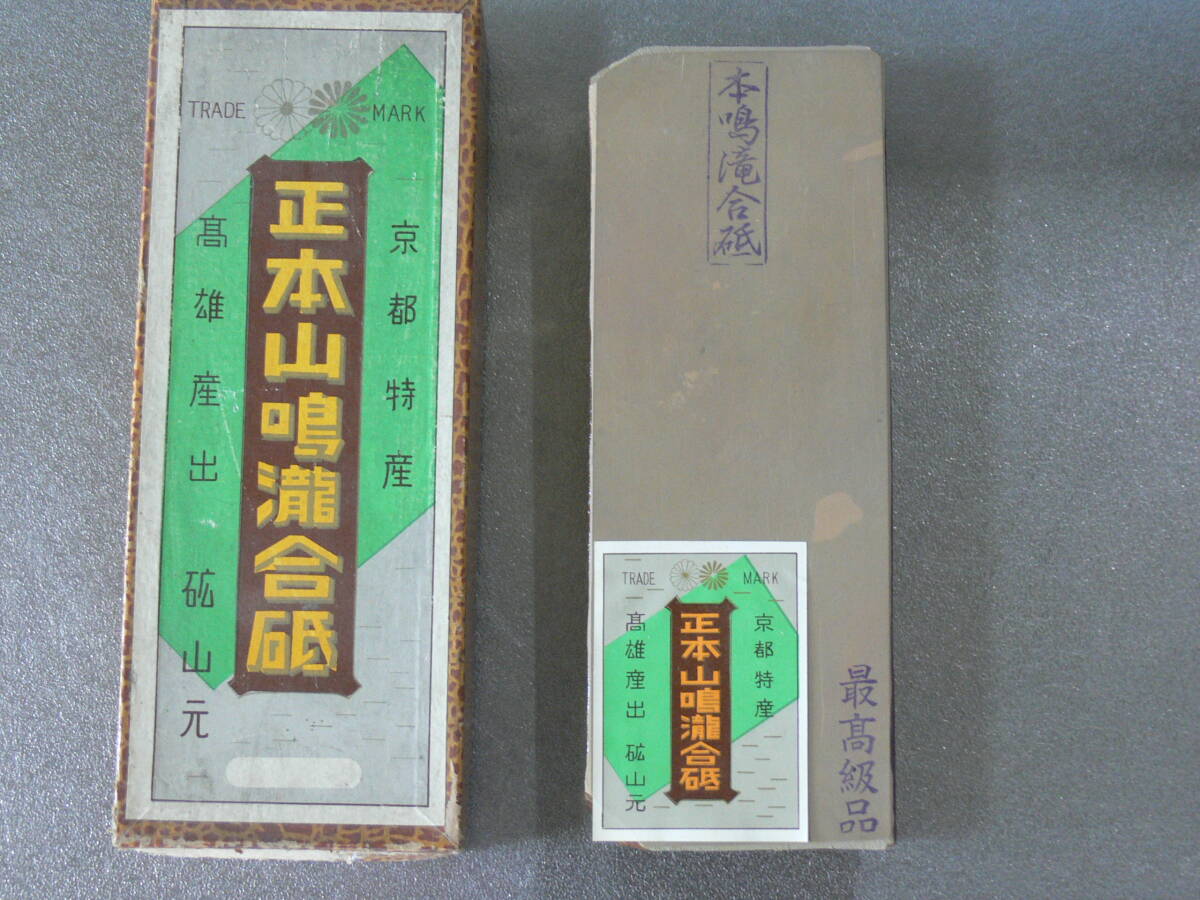 TRADE MARK
京都特産
正本山鳴瀧合砥
髙雄産出 砿山元
本鳴滝合砥
最高級品
TRADE MARK
京都特産
正本山鳴瀧合砥
髙雄産出 砿山元